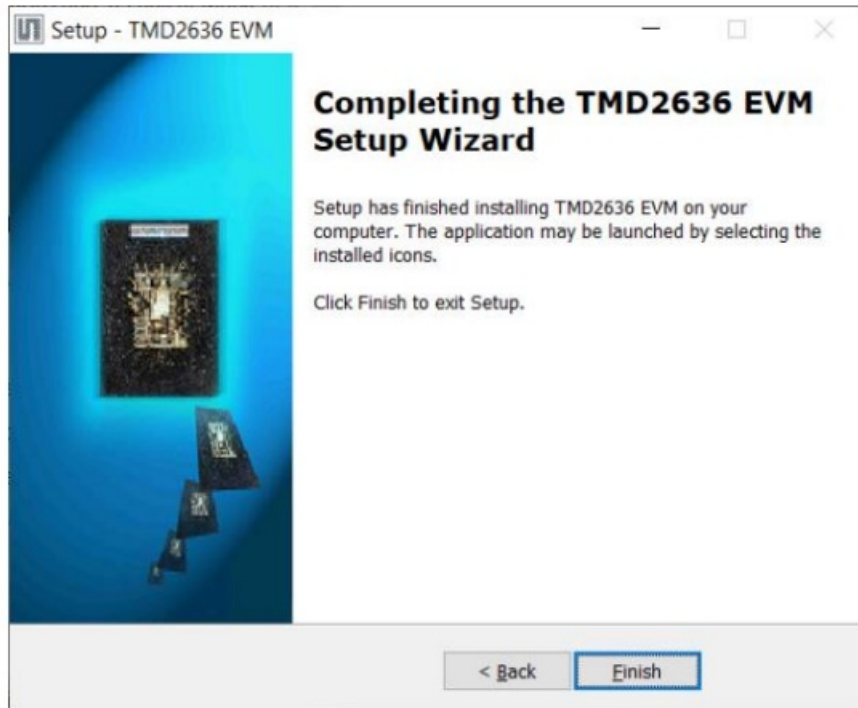 Setup - TMD2636 EVM
Completing the TMD2636 EVM
Setup Wizard
Setup has finished installing TMD2636 EVM on your
computer. The application may be launched by selecting the
installed icons.
Click Finish to exit Setup.
< Back
Finish